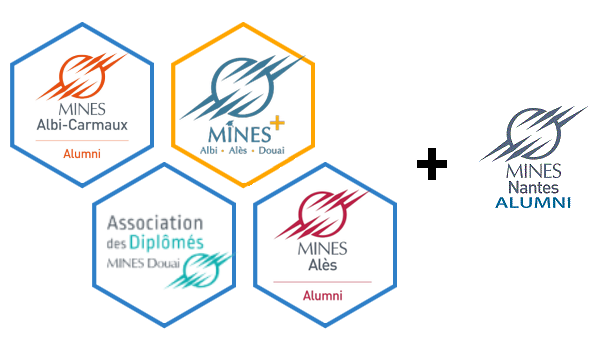 MINES
Albi-Carmaux
Alumni
MINES+
Albi • Alès • Douai
Association
des Diplômés
MINES Douai
MINES
Alès
Alumni
+
MINES
Nantes
ALUMNI